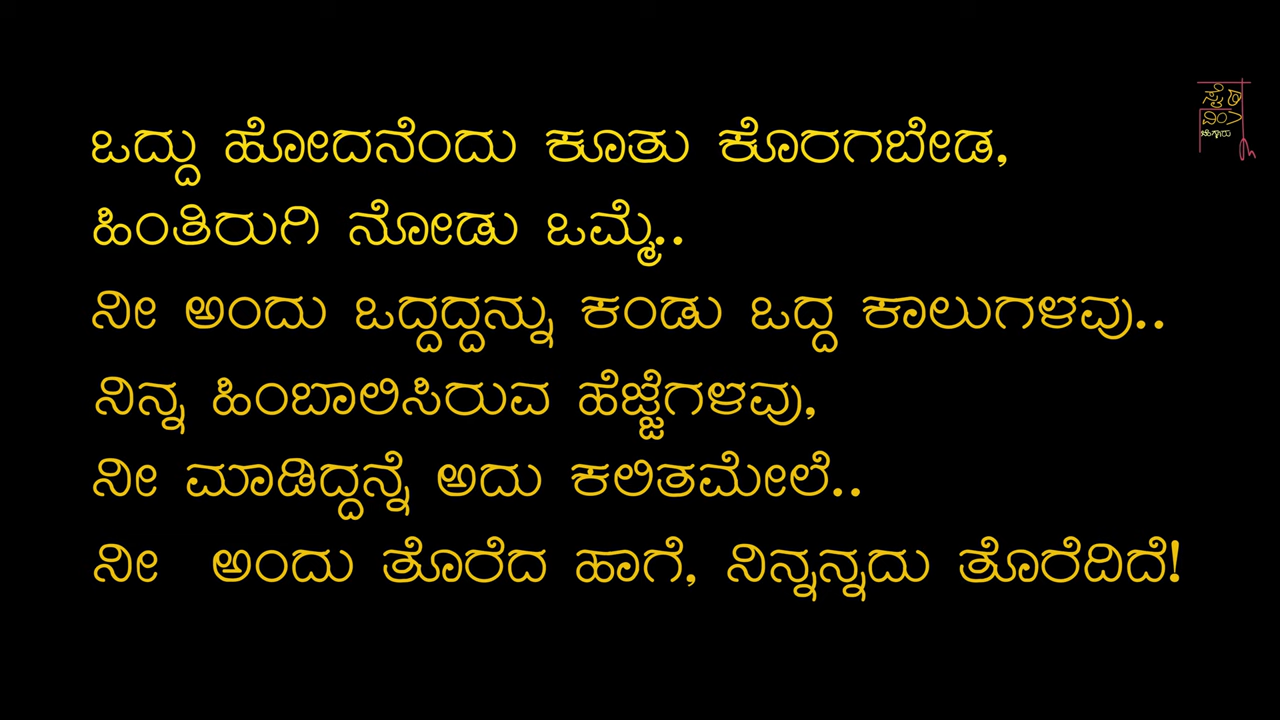 ಒದ್ದು ಹೋದನೆಂದು ಕೂತು ಕೊರಗಬೇಡ,
ಹಿಂತಿರುಗಿ ನೋಡು ಒಮ್ಮೆ..
ನೀ ಅಂದು ಒದ್ದದ್ದನ್ನು ಕಂಡು ಒದ್ದ ಕಾಲುಗಳವು..
ನಿನ್ನ ಹಿಂಬಾಲಿಸಿರುವ ಹೆಜ್ಜೆಗಳವು,
ನೀ ಮಾಡಿದ್ದನ್ನೆ ಅದು ಕಲಿತಮೇಲೆ..
ನೀ ಅಂದು ತೊರೆದ ಹಾಗೆ, ನಿನ್ನನ್ನದು ತೊರೆದಿದೆ!